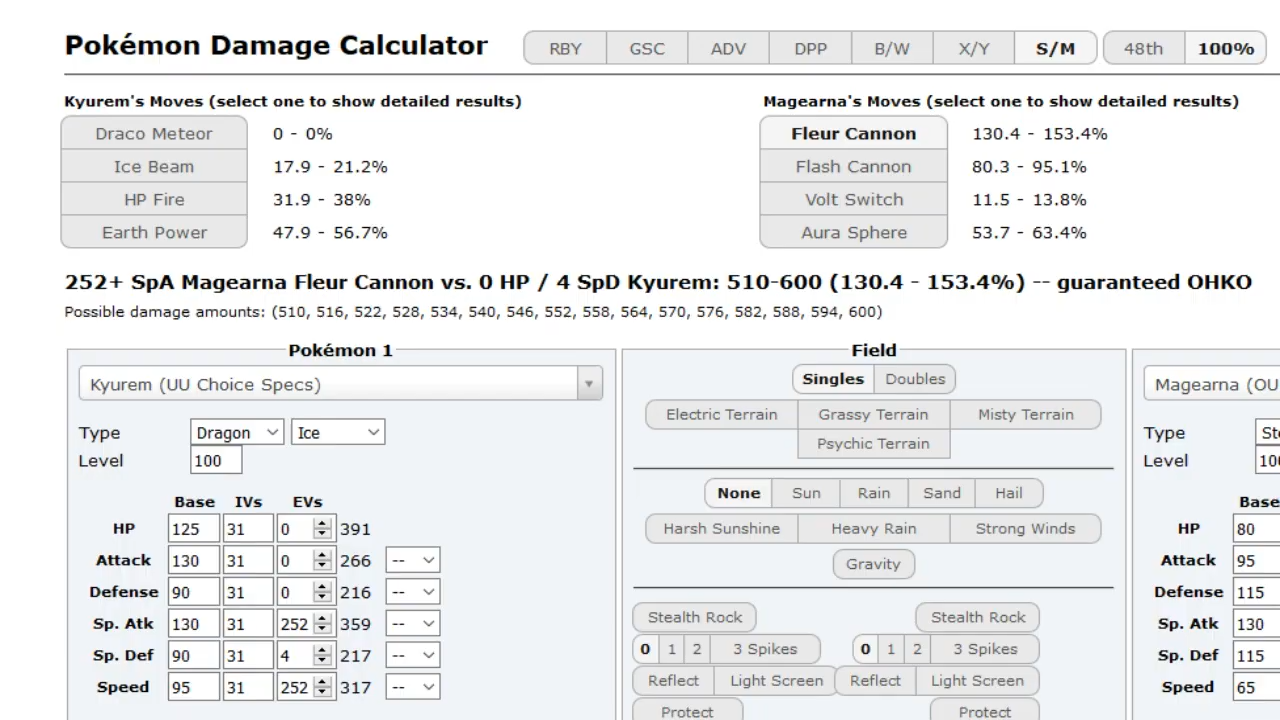 Pokémon Damage Calculator RBY GSC ADV DPP B/W X/Y S/M 48th 100%
Kyurem's Moves (select one to show detailed results) Magearna's Moves (select one to show detailed results)
Draco Meteor 0 - 0% Fleur Cannon 130.4 - 153.4%
Ice Beam 17.9 - 21.2% Flash Cannon 80.3 - 95.1%
HP Fire 31.9 - 38% Volt Switch 11.5 - 13.8%
Earth Power 47.9 - 56.7% Aura Sphere 53.7 - 63.4%
252+ SpA Magearna Fleur Cannon vs. 0 HP / 4 SpD Kyurem: 510-600 (130.4 - 153.4%) -- guaranteed OHKO
Possible damage amounts: (510, 516, 522, 528, 534, 540, 546, 552, 558, 564, 570, 576, 582, 588, 594, 600)
Pokémon 1
Kyurem (UU Choice Specs)
Type Dragon Ice
Level 100
Base IVs EVs
HP 125 31 0 391
Attack 130 31 0 266 --
Defense 90 31 0 216 --
Sp. Atk 130 31 252 359 --
Sp. Def 90 31 4 217 --
Speed 95 31 252 317 --
Field
Singles Doubles
Electric Terrain Grassy Terrain Misty Terrain
Psychic Terrain
None Sun Rain Sand Hail
Harsh Sunshine Heavy Rain Strong Winds
Gravity
Stealth Rock Stealth Rock
0 1 2 3 Spikes 0 1 2 3 Spikes
Reflect Light Screen Reflect Light Screen
Protect Protect
Magearna (OU
Type Ste
Level 100
Base
HP 80
Attack 95
Defense 115
Sp. Atk 130
Sp. Def 115
Speed 65